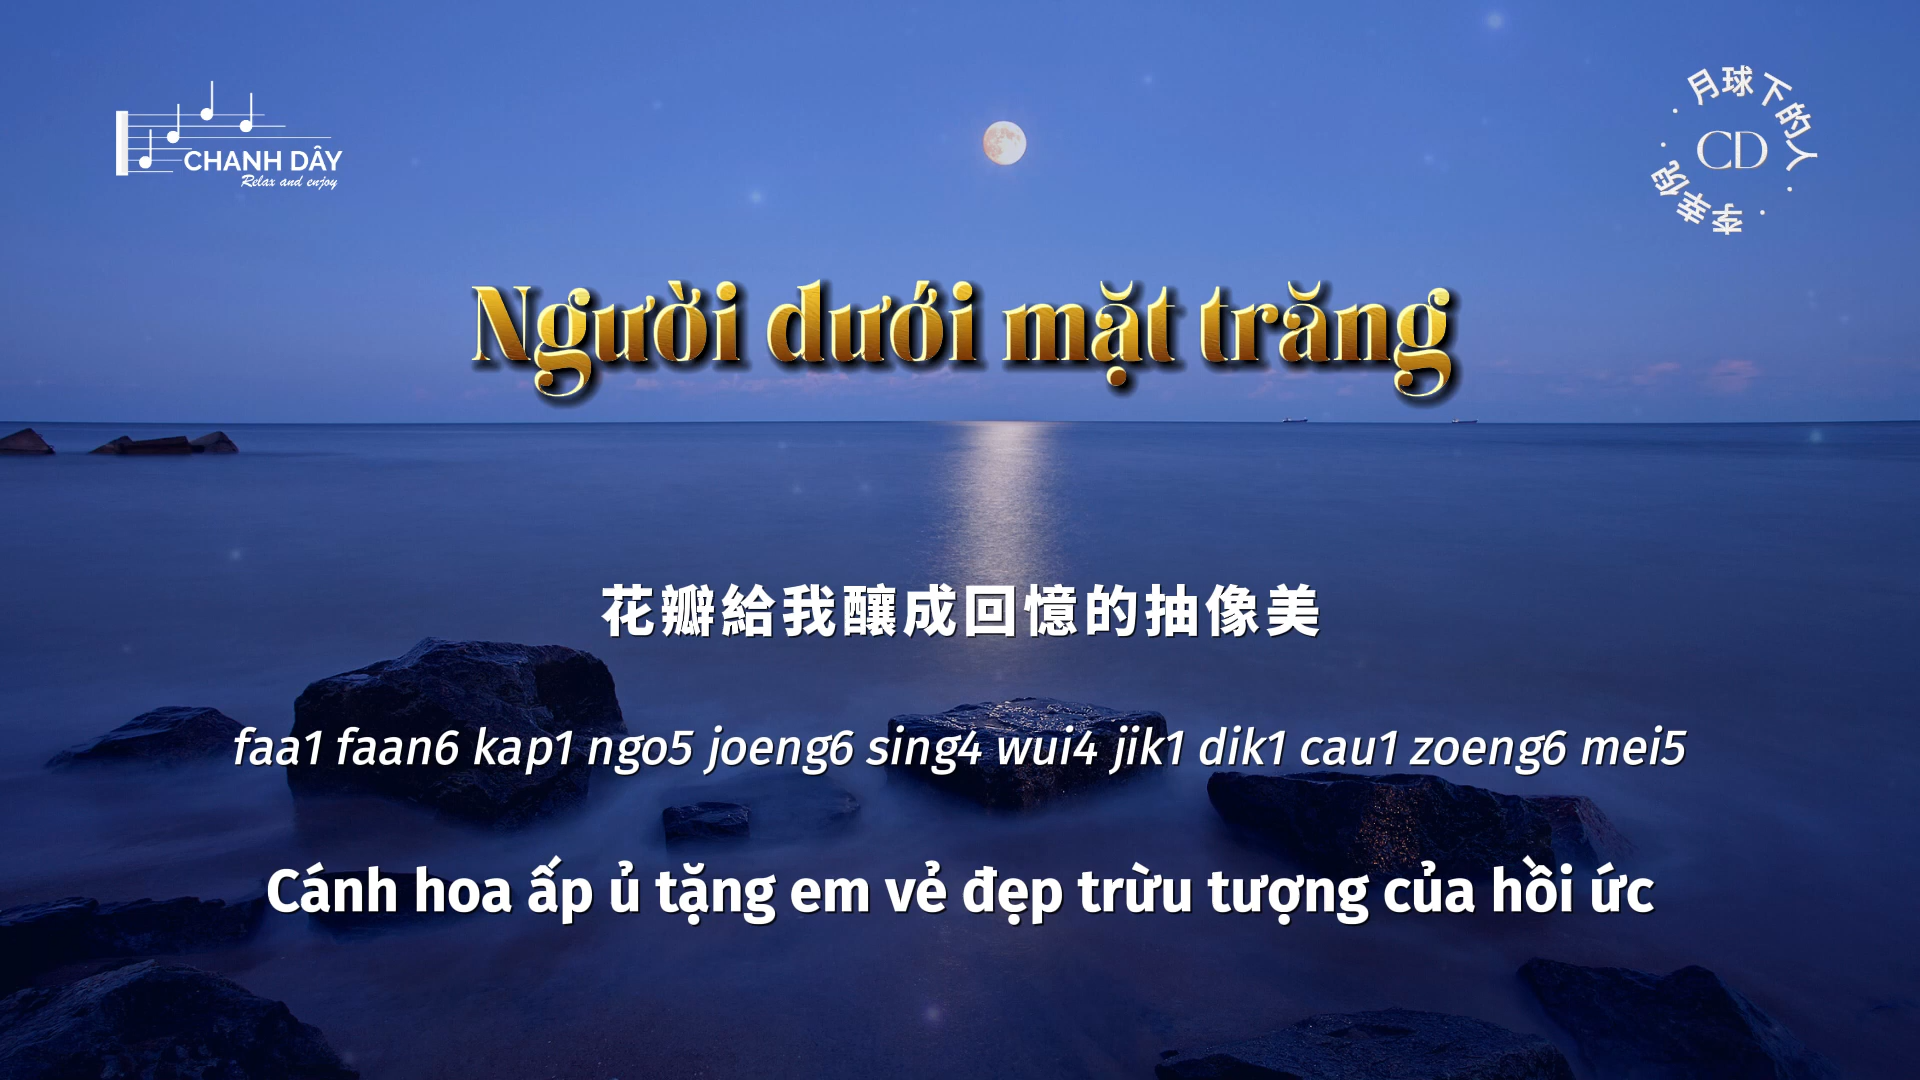 CHANH DÂY
Relax and enjoy
月球下的人
CD
李幸倪
Người dưới mặt trăng
花瓣給我釀成回憶的抽像美
faa1 faan6 kap1 ngo5 joeng6 sing4 wui4 jik1 dik1 cau1 zoeng6 mei5
Cánh hoa ấp ủ tặng em vẻ đẹp trừu tượng của hồi ức